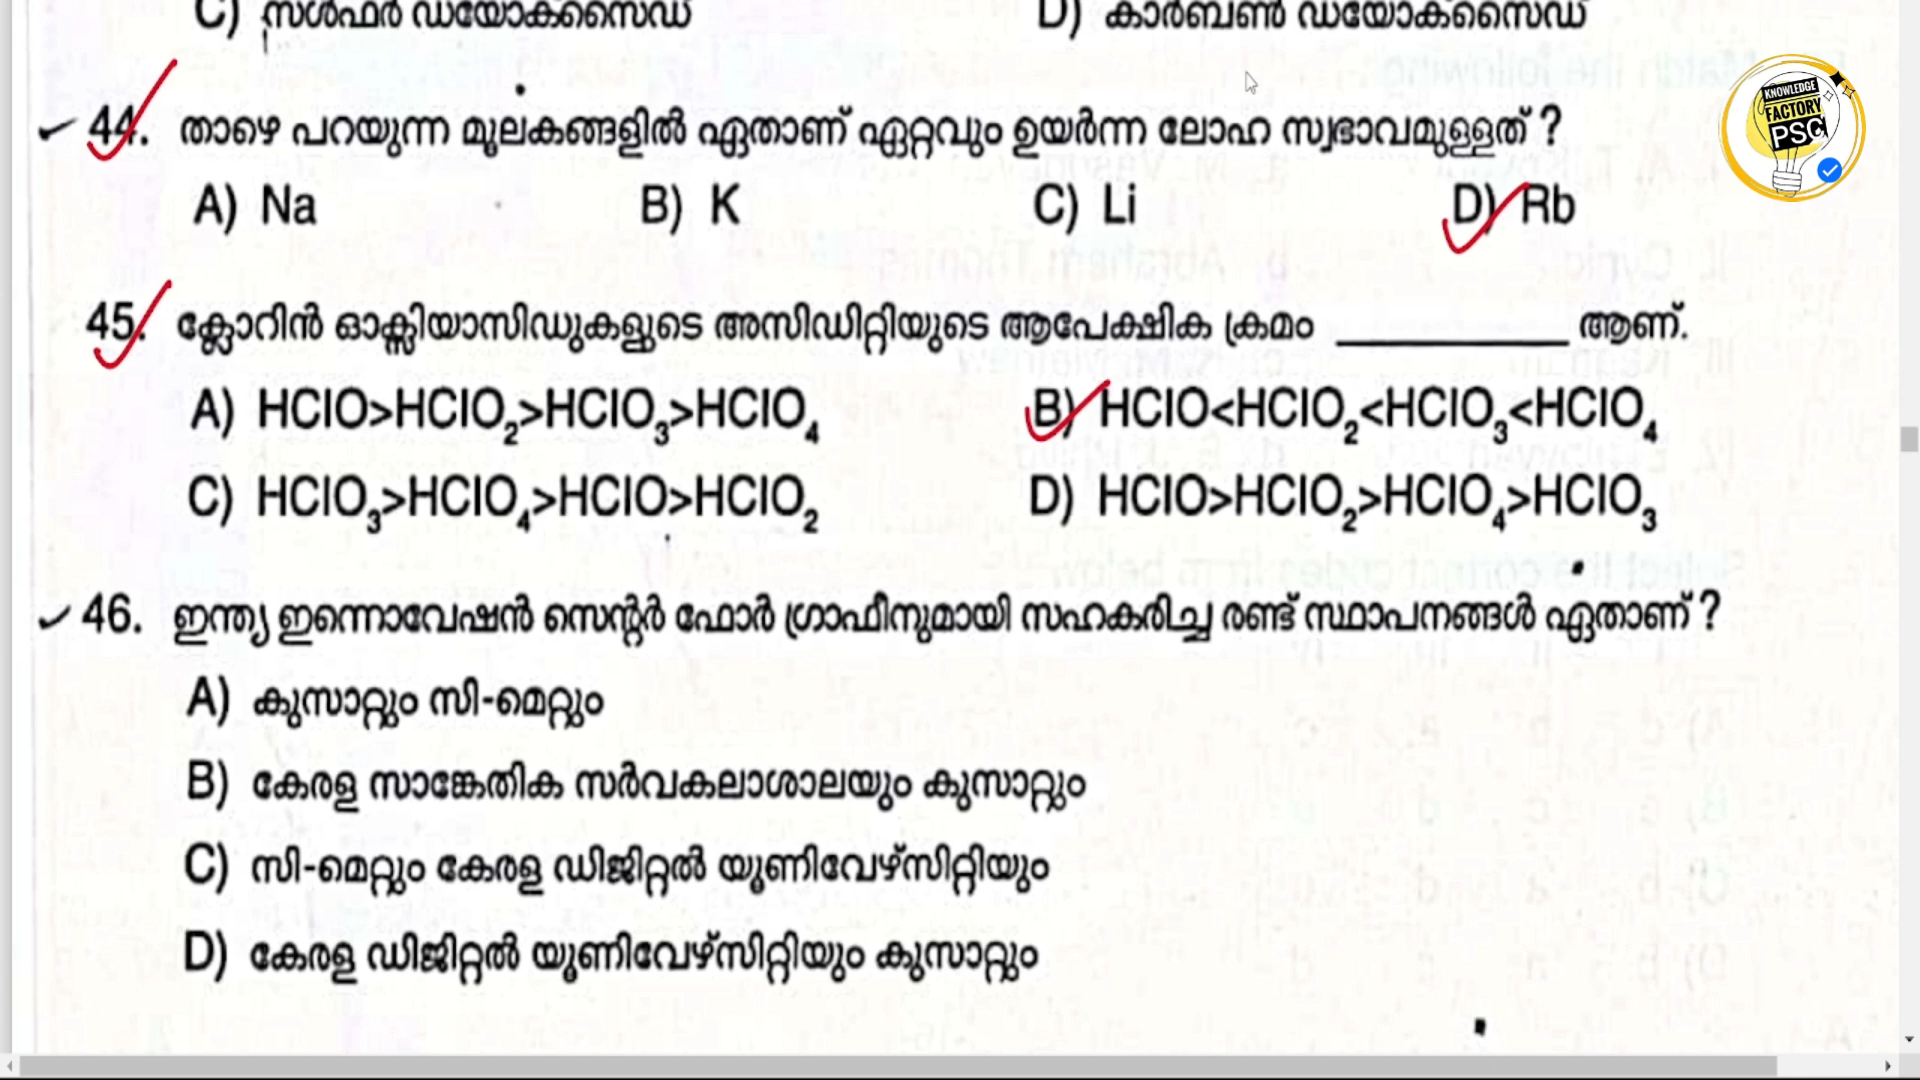 C) സൾഫർ ഡയോക്സൈഡ് D) കാർബൺ ഡയോക്സൈഡ്
44. താഴെ പറയുന്ന മൂലകങ്ങളിൽ ഏതാണ് ഏറ്റവും ഉയർന്ന ലോഹ സ്വഭാവമുള്ളത് ?
A) Na B) K C) Li D) Rb
KNOWLEDGE
FACTORY
PSC
45. ക്ലോറിൻ ഓക്സിയാസിഡുകളുടെ അസിഡിറ്റിയുടെ ആപേക്ഷിക ക്രമം __________ ആണ്.
A) HClO>HClO₂>HClO₃>HClO₄ B) HClO<HClO₂<HClO₃<HClO₄
C) HClO₃>HClO₄>HClO>HClO₂ D) HClO>HClO₂>HClO₄>HClO₃
46. ഇന്ത്യ ഇന്നൊവേഷൻ സെന്റർ ഫോർ ഗ്രാഫീനുമായി സഹകരിച്ച രണ്ട് സ്ഥാപനങ്ങൾ ഏതാണ് ?
A) കുസാറ്റും സി-മെറ്റും
B) കേരള സാങ്കേതിക സർവകലാശാലയും കുസാറ്റും
C) സി-മെറ്റും കേരള ഡിജിറ്റൽ യൂണിവേഴ്സിറ്റിയും
D) കേരള ഡിജിറ്റൽ യൂണിവേഴ്സിറ്റിയും കുസാറ്റും